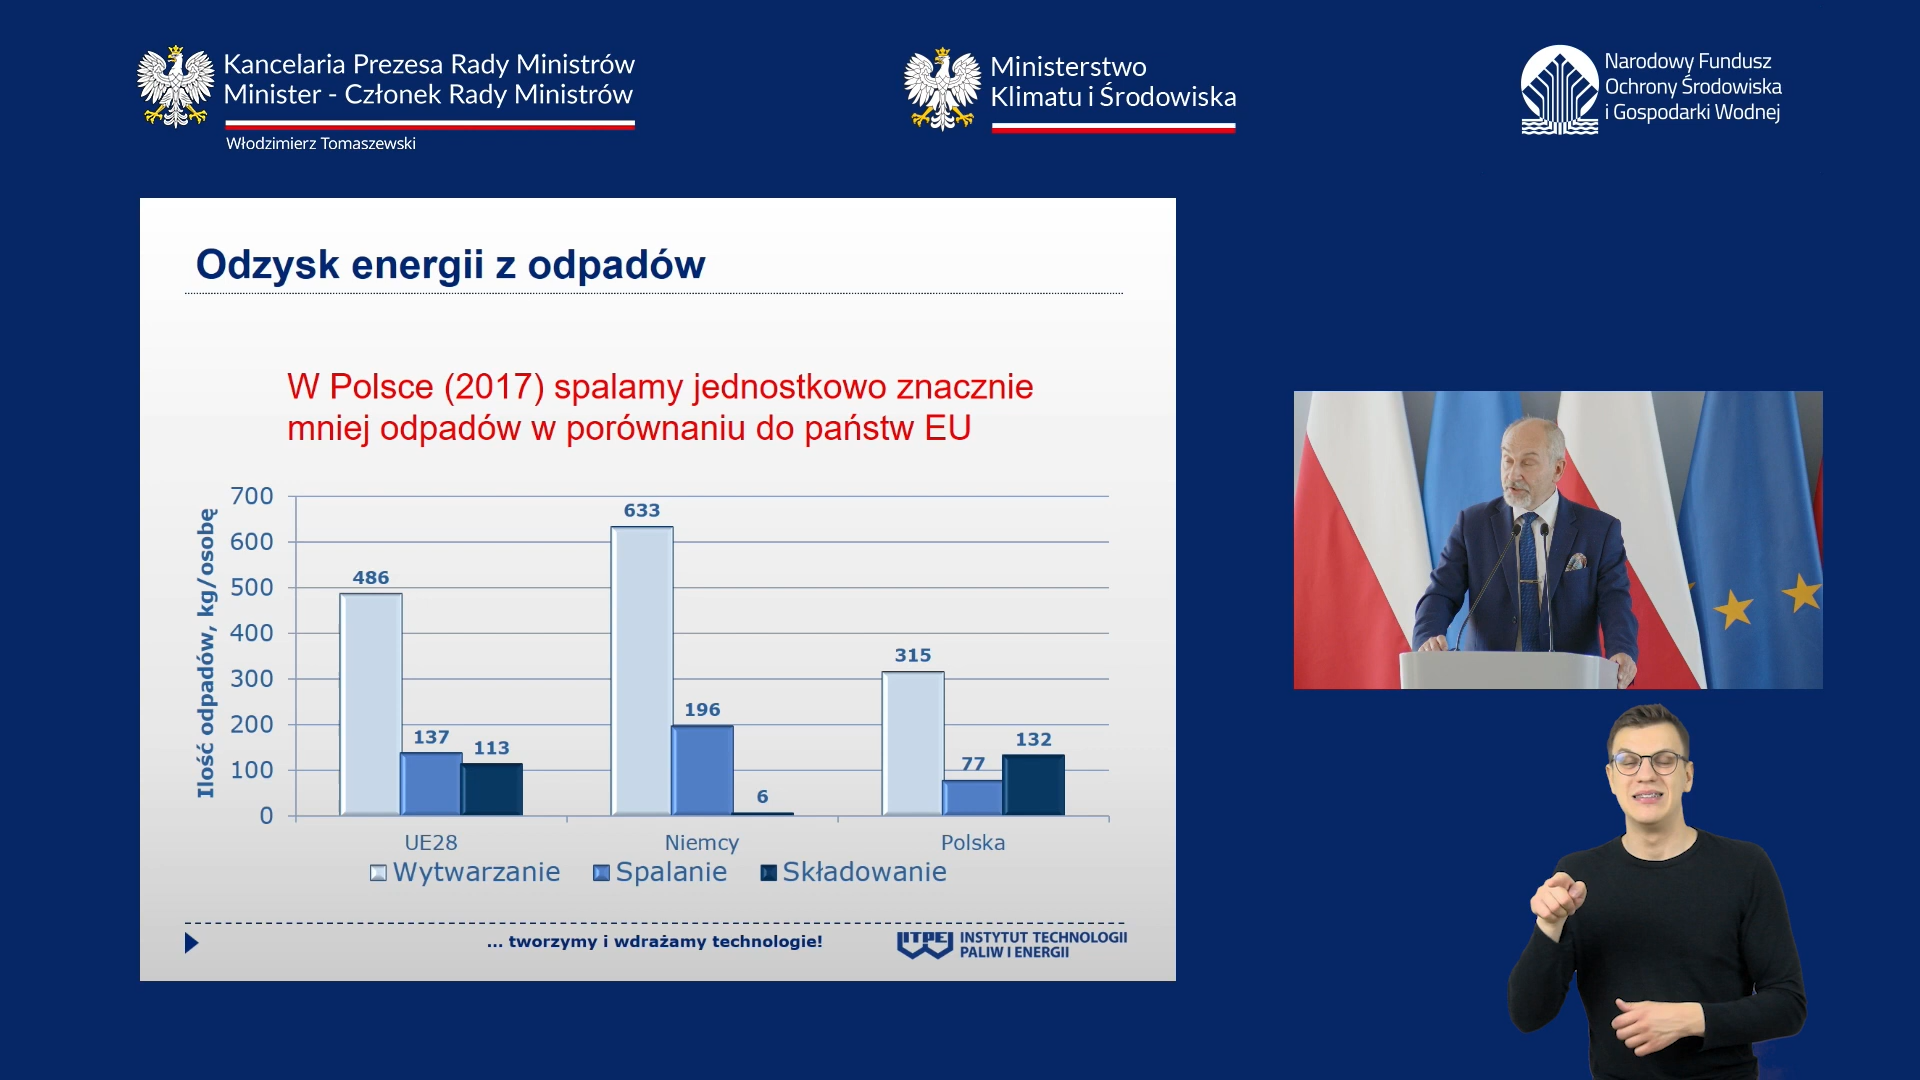 Kancelaria Prezesa Rady Ministrów
Minister - Członek Rady Ministrów
Włodzimierz Tomaszewski
Ministerstwo
Klimatu i Środowiska
Narodowy Fundusz
Ochrony Środowiska
i Gospodarki Wodnej
Odzysk energii z odpadów
W Polsce (2017) spalamy jednostkowo znacznie
mniej odpadów w porównaniu do państw EU
Ilość odpadów, kg/osobę
700
600
500
400
300
200
100
0
486
137
113
633
196
6
315
77
132
UE28 Niemcy Polska
Wytwarzanie Spalanie Składowanie
... tworzymy i wdrażamy technologie!
ITPE
INSTYTUT TECHNOLOGII
PALIW I ENERGII